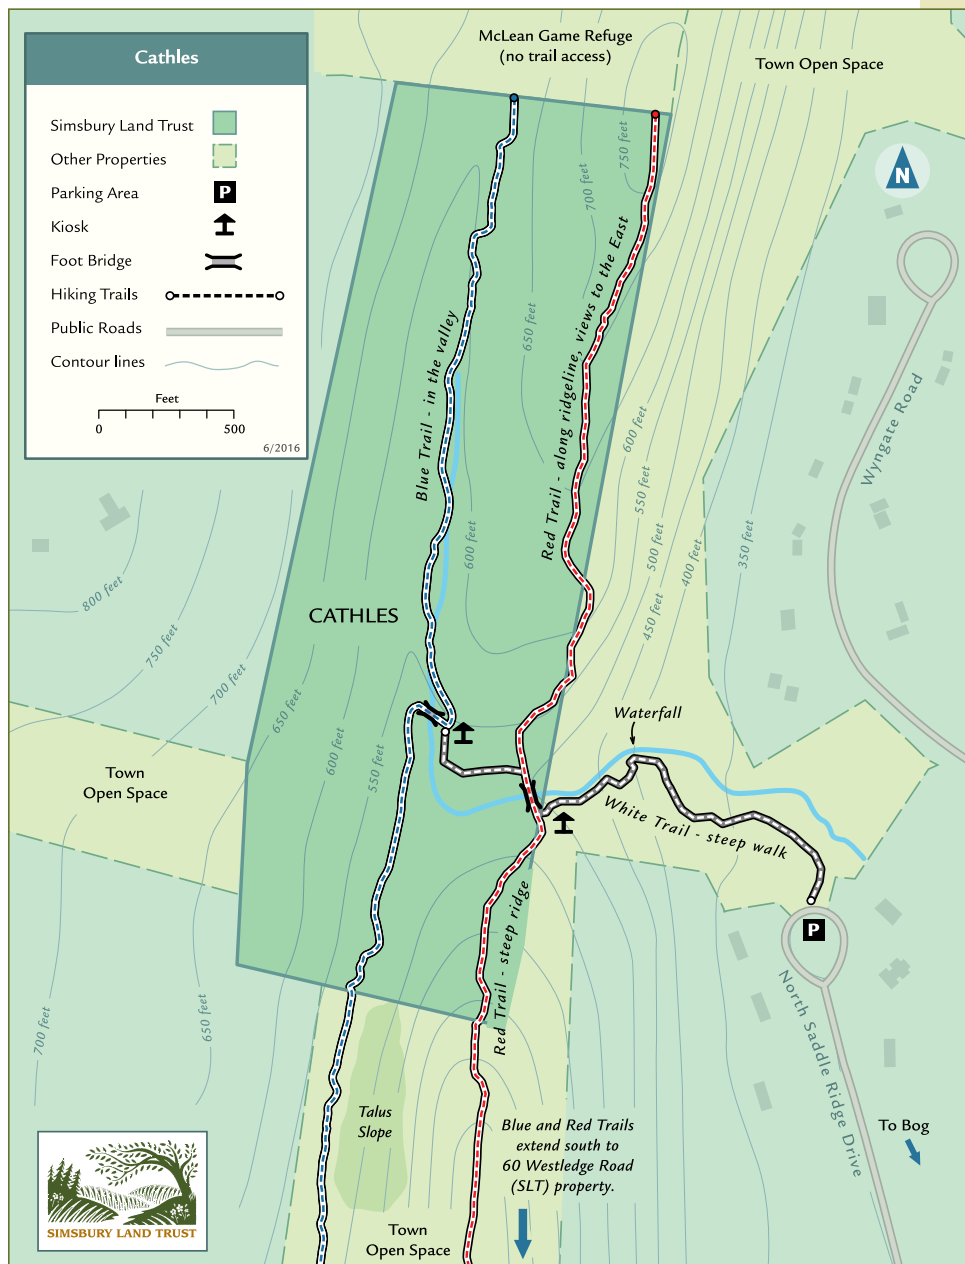 Cathles
Simsbury Land Trust
Other Properties
Parking Area
P
Kiosk
Foot Bridge
Hiking Trails
Public Roads
Contour lines
Feet
0
500
6/2016
McLean Game Refuge
(no trail access)
Town Open Space
N
750 feet
700 feet
650 feet
Blue Trail - in the valley
Red Trail - along ridgeline, views to the East
Wyngate Road
600 feet
550 feet
500 feet
400 feet
350 feet
450 feet
600 feet
800 feet
750 feet
700 feet
650 feet
600 feet
550 feet
CATHLES
Waterfall
Town
Open Space
White Trail - steep walk
P
Red Trail - steep ridge
North Saddle Ridge Drive
700 feet
650 feet
Talus
Slope
Blue and Red Trails
extend south to
60 Westledge Road
(SLT) property.
To Bog
Town
Open Space
SIMSBURY LAND TRUST